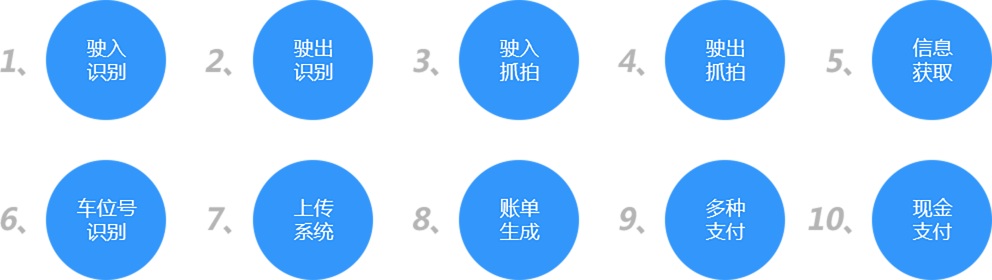 1、 驶入
识别
2、 驶出
识别
3、 驶入
抓拍
4、 驶出
抓拍
5、 信息
获取
6、 车位号
识别
7、 上传
系统
8、 账单
生成
9、 多种
支付
10、 现金
支付